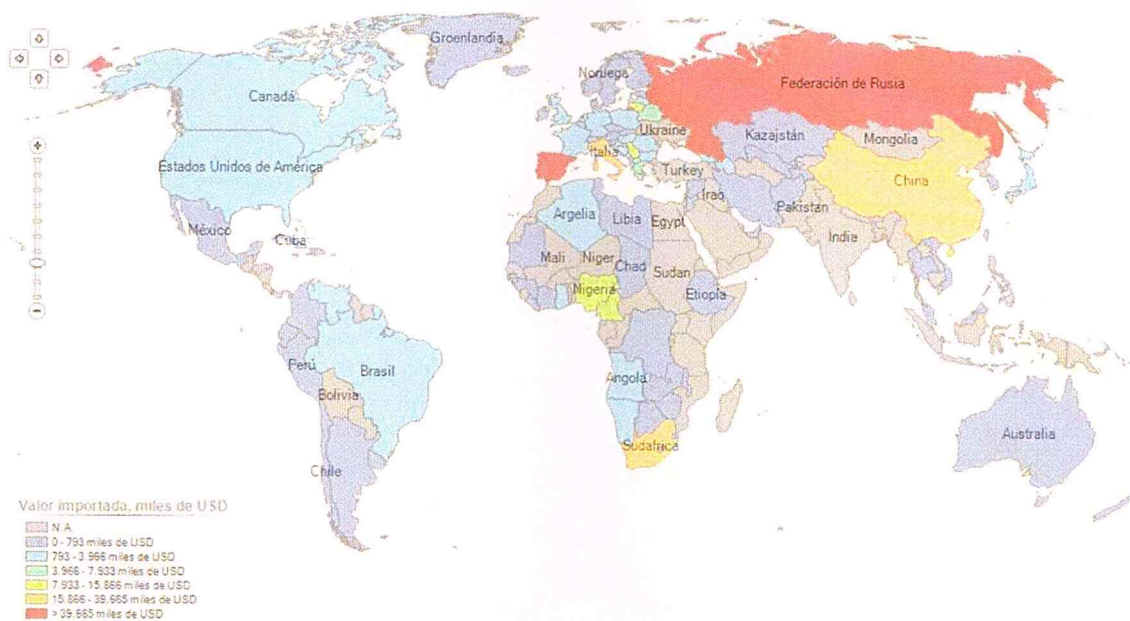 Groenlandia
Noruega
Canadá
Federación de Rusia
Ukraine
Kazajstán
Mongolia
Italia
Estados Unidos de América
Turkey
China
Iraq
Argelia
Libia
Egypt
Pakistan
México
Cuba
India
Mali
Niger
Chad
Sudan
Nigeria
Etiopia
Perú
Brasil
Angola
Bolivia
Australia
Sudafrica
Chile
Valor importada, miles de USD
N.A.
0 - 793 miles de USD
793 - 3.966 miles de USD
3.966 - 7.933 miles de USD
7.933 - 15.866 miles de USD
15.866 - 39.665 miles de USD
> 39.665 miles de USD